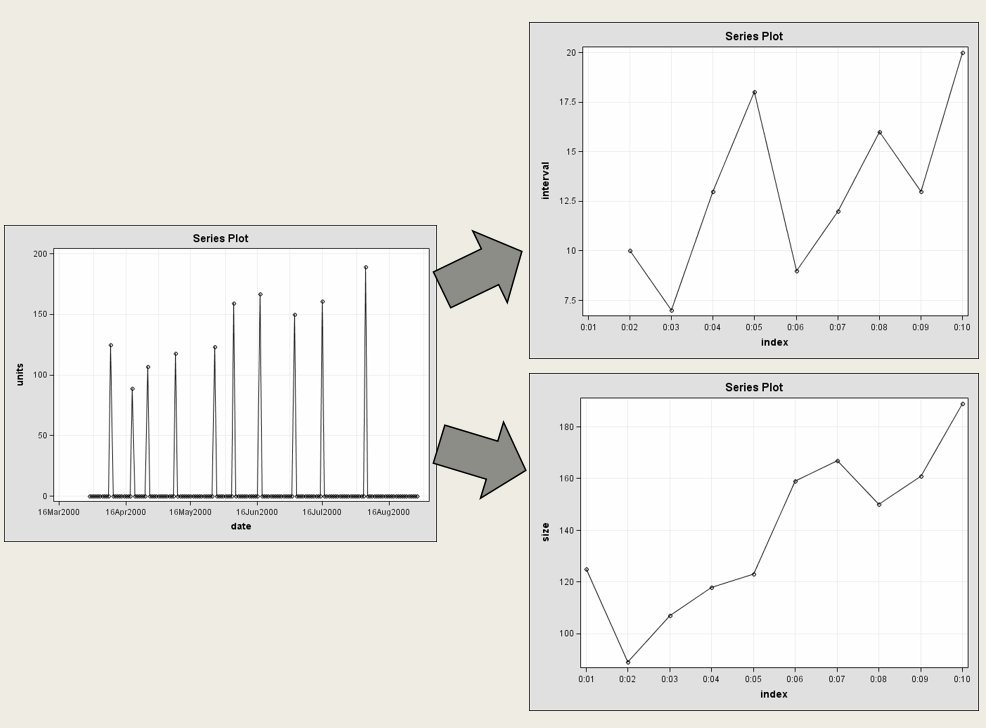 Series Plot
200
150
100
50
0
units
16Mar2000 16Apr2000 16May2000 16Jun2000 16Jul2000 16Aug2000
date
Series Plot
20
17.5
15
12.5
10
7.5
interval
0:01 0:02 0:03 0:04 0:05 0:06 0:07 0:08 0:09 0:10
index
Series Plot
180
160
140
120
100
size
0:01 0:02 0:03 0:04 0:05 0:06 0:07 0:08 0:09 0:10
index